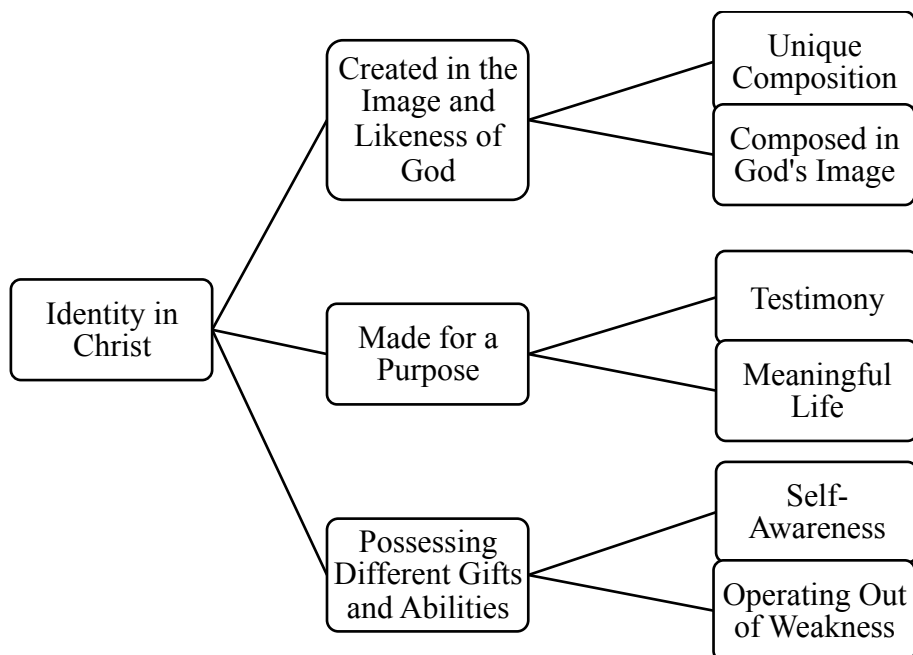 Identity in
Christ
Created in the
Image and
Likeness of
God
Unique
Composition
Composed in
God's Image
Made for a
Purpose
Testimony
Meaningful
Life
Possessing
Different Gifts
and Abilities
Self-
Awareness
Operating Out
of Weakness